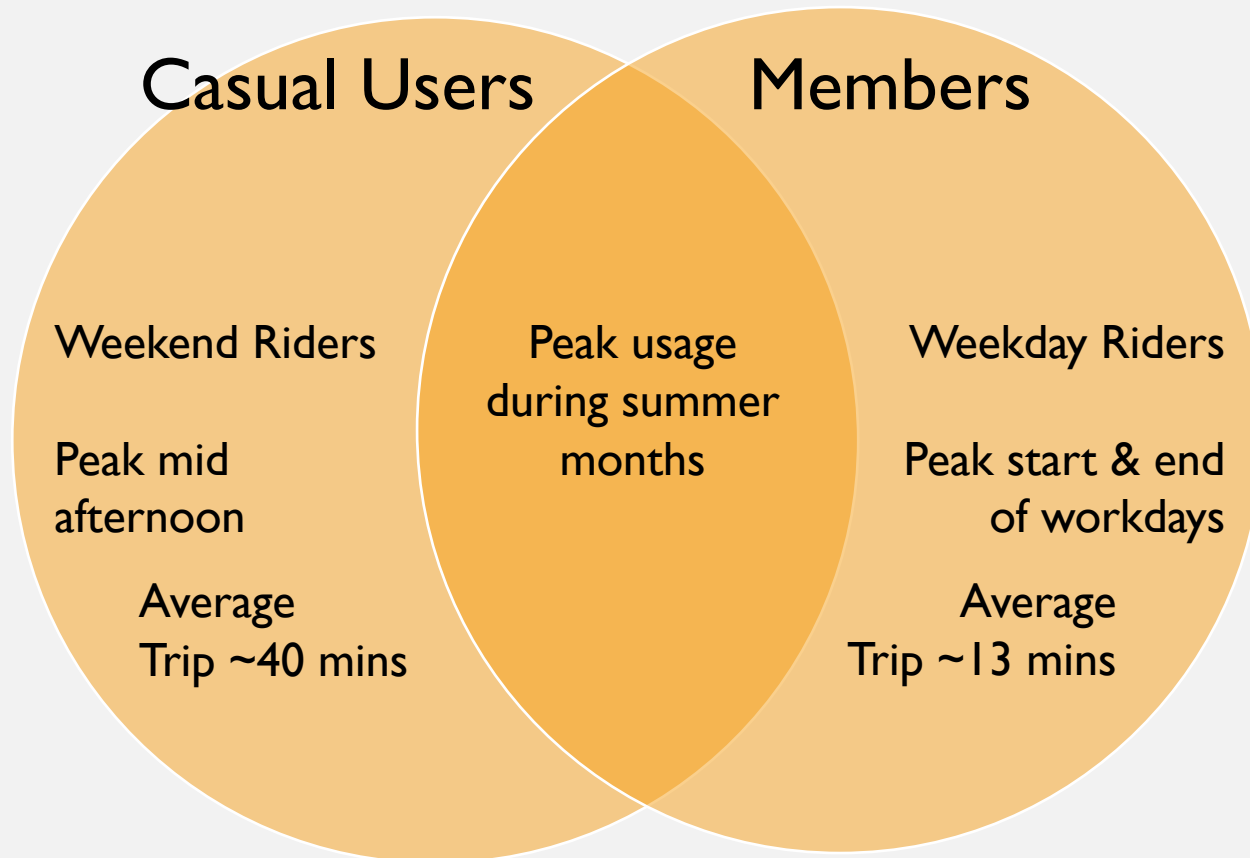 Casual Users
Members
Weekend Riders
Peak mid
afternoon
Average
Trip ~40 mins
Peak usage
during summer
months
Weekday Riders
Peak start & end
of workdays
Average
Trip ~13 mins